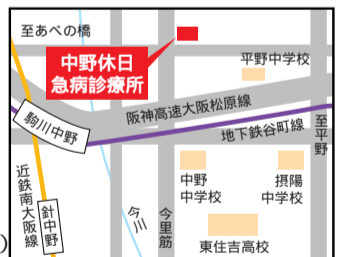 至あべの橋
中野休日
急病診療所
平野中学校
阪神高速大阪松原線
駒川中野
地下鉄谷町線
至平野
近鉄南大阪線
針中野
今川
今里筋
中野
中学校
摂陽
中学校
東住吉高校
)